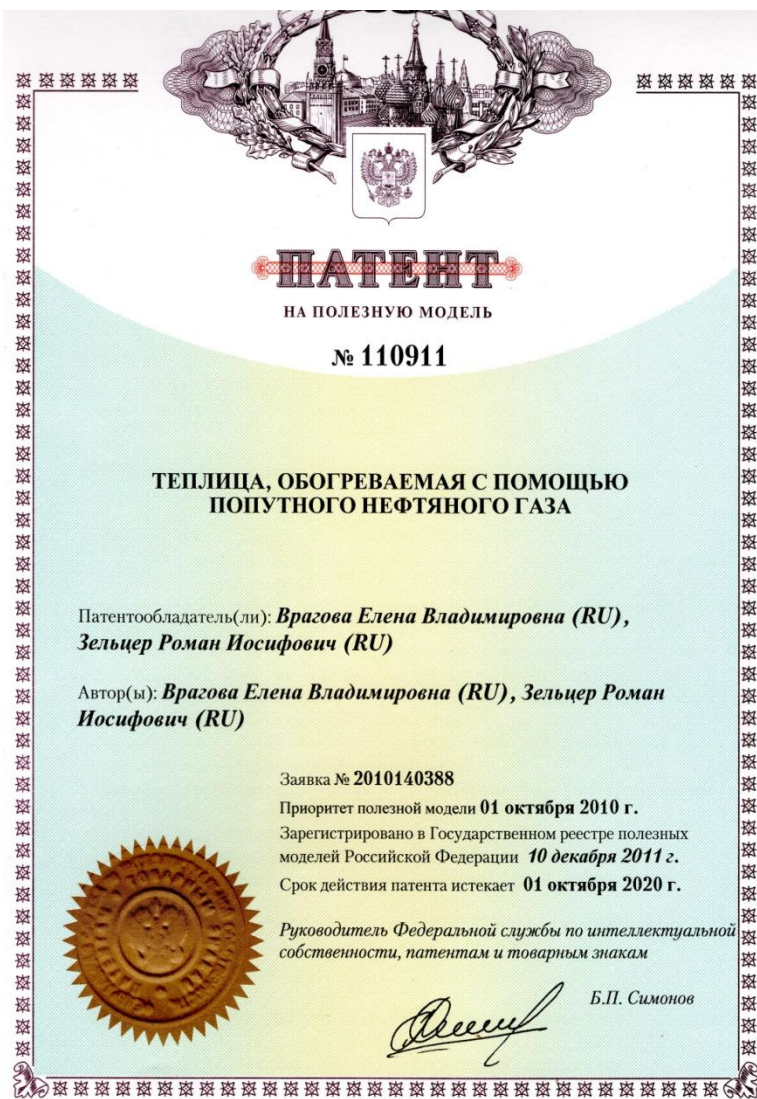 ПАТЕНТ
НА ПОЛЕЗНУЮ МОДЕЛЬ
№ 110911
ТЕПЛИЦА, ОБОГРЕВАЕМАЯ С ПОМОЩЬЮ
ПОПУТНОГО НЕФТЯНОГО ГАЗА
Патентообладатель(ли): Врагова Елена Владимировна (RU),
Зельцер Роман Иосифович (RU)
Автор(ы): Врагова Елена Владимировна (RU), Зельцер Роман
Иосифович (RU)
Заявка № 2010140388
Приоритет полезной модели 01 октября 2010 г.
Зарегистрировано в Государственном реестре полезных
моделей Российской Федерации 10 декабря 2011 г.
Срок действия патента истекает 01 октября 2020 г.
Руководитель Федеральной службы по интеллектуальной
собственности, патентам и товарным знакам
Б.П. Симонов